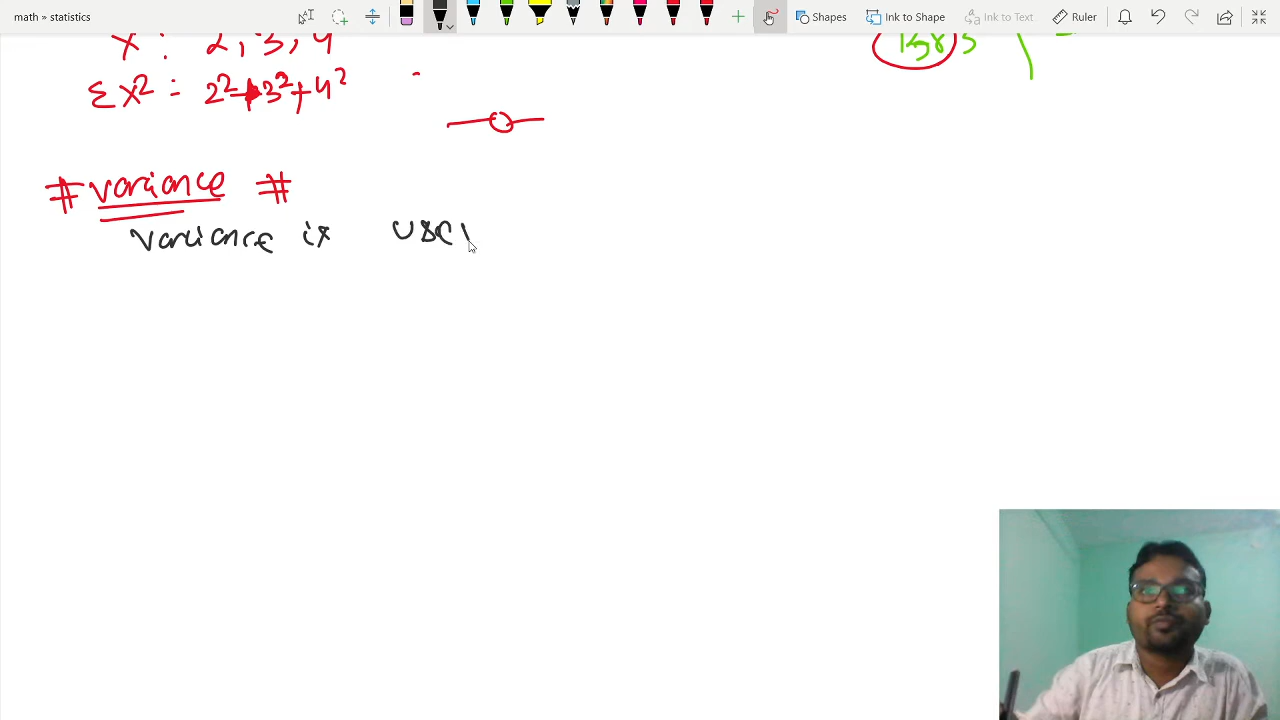 math » statistics
Shapes Ink to Shape Ink to Text Ruler
X : 2, 3, 4
Σx² = 2²+3²+4²
# variance #
variance is use